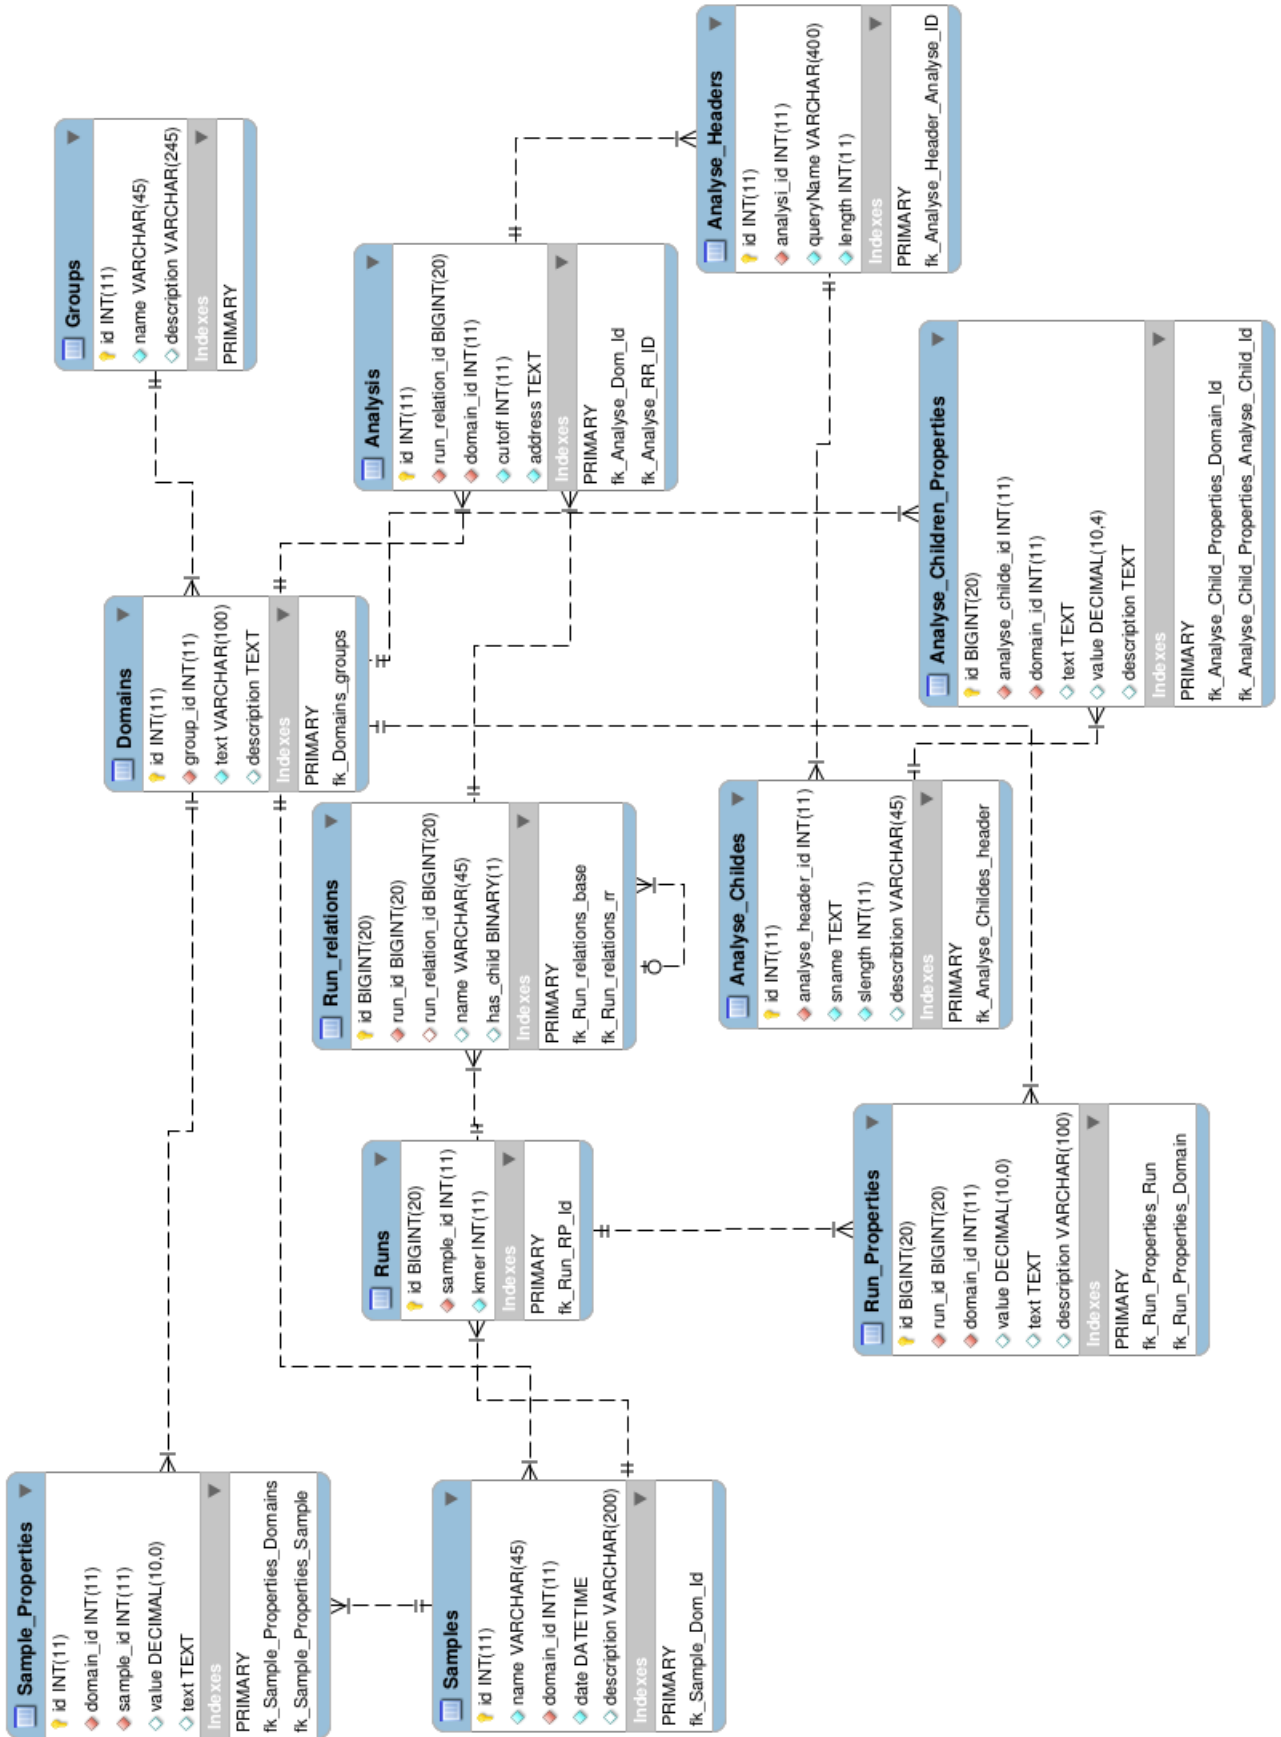 Sample_Properties
id INT(11)
domain_id INT(11)
sample_id INT(11)
value DECIMAL(10,0)
text TEXT
Indexes
PRIMARY
fk_Sample_Properties_Domains
fk_Sample_Properties_Sample
Domains
id INT(11)
group_id INT(11)
text VARCHAR(100)
description TEXT
Indexes
PRIMARY
fk_Domains_groups
Groups
id INT(11)
name VARCHAR(45)
description VARCHAR(245)
Indexes
PRIMARY
Samples
id INT(11)
name VARCHAR(45)
domain_id INT(11)
date DATETIME
description VARCHAR(200)
Indexes
PRIMARY
fk_Sample_Dom_Id
Runs
id BIGINT(20)
sample_id INT(11)
kmer INT(11)
Indexes
PRIMARY
fk_Run_RP_Id
Run_relations
id BIGINT(20)
run_id BIGINT(20)
run_relation_id BIGINT(20)
name VARCHAR(45)
has_child BINARY(1)
Indexes
PRIMARY
fk_Run_relations_base
fk_Run_relations_rr
Analysis
id INT(11)
run_relation_id BIGINT(20)
domain_id INT(11)
cutoff INT(11)
address TEXT
Indexes
PRIMARY
fk_Analyse_Dom_Id
fk_Analyse_RR_ID
Run_Properties
id BIGINT(20)
run_id BIGINT(20)
domain_id INT(11)
value DECIMAL(10,0)
text TEXT
description VARCHAR(100)
Indexes
PRIMARY
fk_Run_Properties_Run
fk_Run_Properties_Domain
Analyse_Childes
id INT(11)
analyse_header_id INT(11)
sname TEXT
slength INT(11)
describtion VARCHAR(45)
Indexes
PRIMARY
fk_Analyse_Childes_header
Analyse_Headers
id INT(11)
analysi_id INT(11)
queryName VARCHAR(400)
length INT(11)
Indexes
PRIMARY
fk_Analyse_Header_Analyse_ID
Analyse_Children_Properties
id BIGINT(20)
analyse_childe_id INT(11)
domain_id INT(11)
text TEXT
value DECIMAL(10,4)
description TEXT
Indexes
PRIMARY
fk_Analyse_Child_Properties_Domain_Id
fk_Analyse_Child_Properties_Analyse_Child_Id